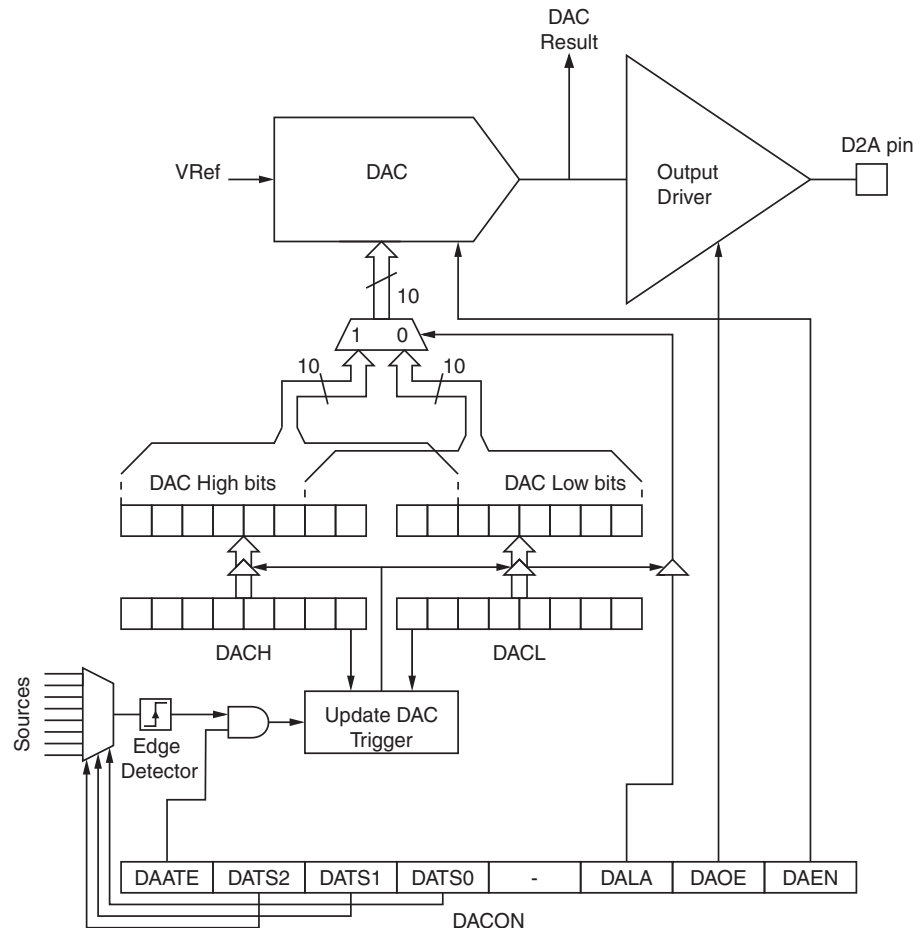 DAC
Result
D2A pin
VRef
DAC
Output
Driver
10
1 0
10
10
DAC High bits
DAC Low bits
DACH
DACL
Sources
Edge
Detector
Update DAC
Trigger
DAATE DATS2 DATS1 DATS0 - DALA DAOE DAEN
DACON